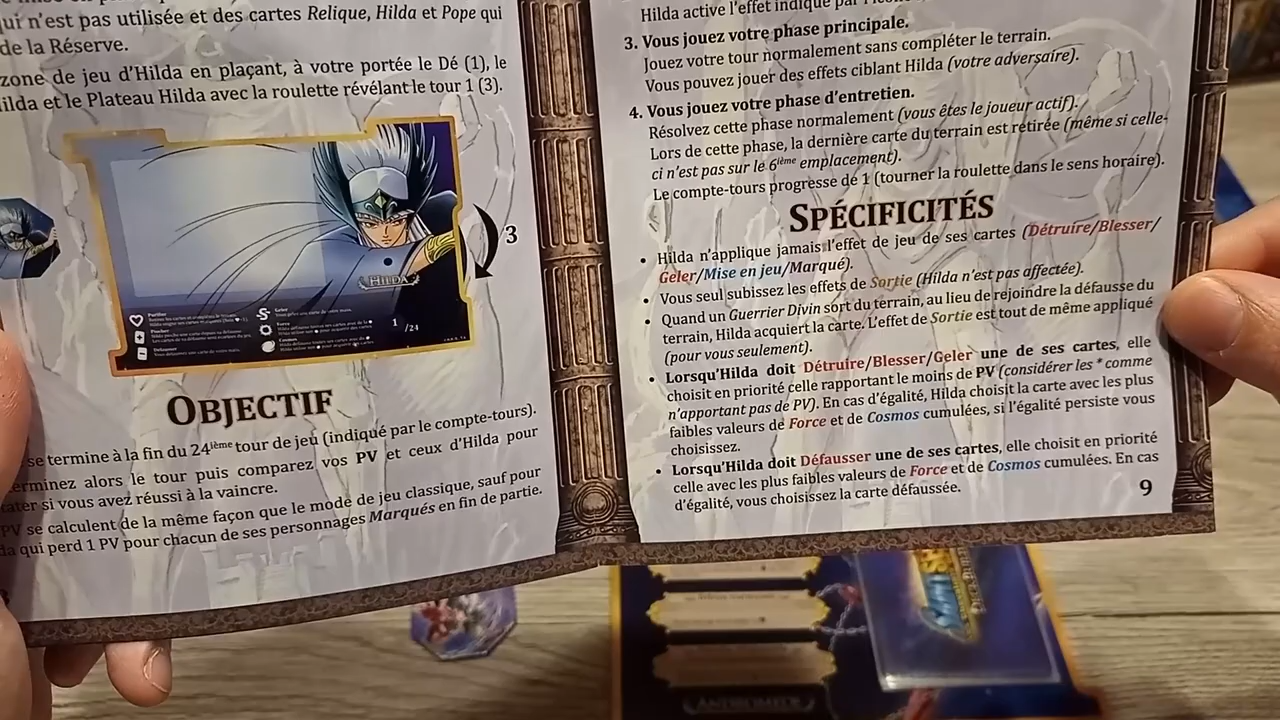 ui n'est pas utilisée et des cartes Relique, Hilda et Pope qui
de la Réserve.
zone de jeu d'Hilda en plaçant, à votre portée le Dé (1), le
ilda et le Plateau Hilda avec la roulette révélant le tour 1 (3).
HILDA
3
1 /24
OBJECTIF
se termine à la fin du 24ième tour de jeu (indiqué par le compte-tours).
erminez alors le tour puis comparez vos PV et ceux d'Hilda pour
ater si vous avez réussi à la vaincre.
PV se calculent de la même façon que le mode de jeu classique, sauf pour
da qui perd 1 PV pour chacun de ses personnages Marqués en fin de partie.
Hilda active l'effet indiqué par
3. Vous jouez votre phase principale.
Jouez votre tour normalement sans compléter le terrain.
Vous pouvez jouer des effets ciblant Hilda (votre adversaire).
4. Vous jouez votre phase d'entretien.
Résolvez cette phase normalement (vous êtes le joueur actif).
Lors de cette phase, la dernière carte du terrain est retirée (même si celle-
ci n'est pas sur le 6ième emplacement).
Le compte-tours progresse de 1 (tourner la roulette dans le sens horaire).
SPÉCIFICITÉS
• Hilda n'applique jamais l'effet de jeu de ses cartes (Détruire/Blesser/
Geler/Mise en jeu/Marqué).
• Vous seul subissez les effets de Sortie (Hilda n'est pas affectée).
• Quand un Guerrier Divin sort du terrain, au lieu de rejoindre la défausse du
terrain, Hilda acquiert la carte. L'effet de Sortie est tout de même appliqué
(pour vous seulement).
• Lorsqu'Hilda doit Détruire/Blesser/Geler une de ses cartes, elle
choisit en priorité celle rapportant le moins de PV (considérer les * comme
n'apportant pas de PV). En cas d'égalité, Hilda choisit la carte avec les plus
faibles valeurs de Force et de Cosmos cumulées, si l'égalité persiste vous
choisissez.
• Lorsqu'Hilda doit Défausser une de ses cartes, elle choisit en priorité
celle avec les plus faibles valeurs de Force et de Cosmos cumulées. En cas
d'égalité, vous choisissez la carte défaussée.
9
ANDROMEDE